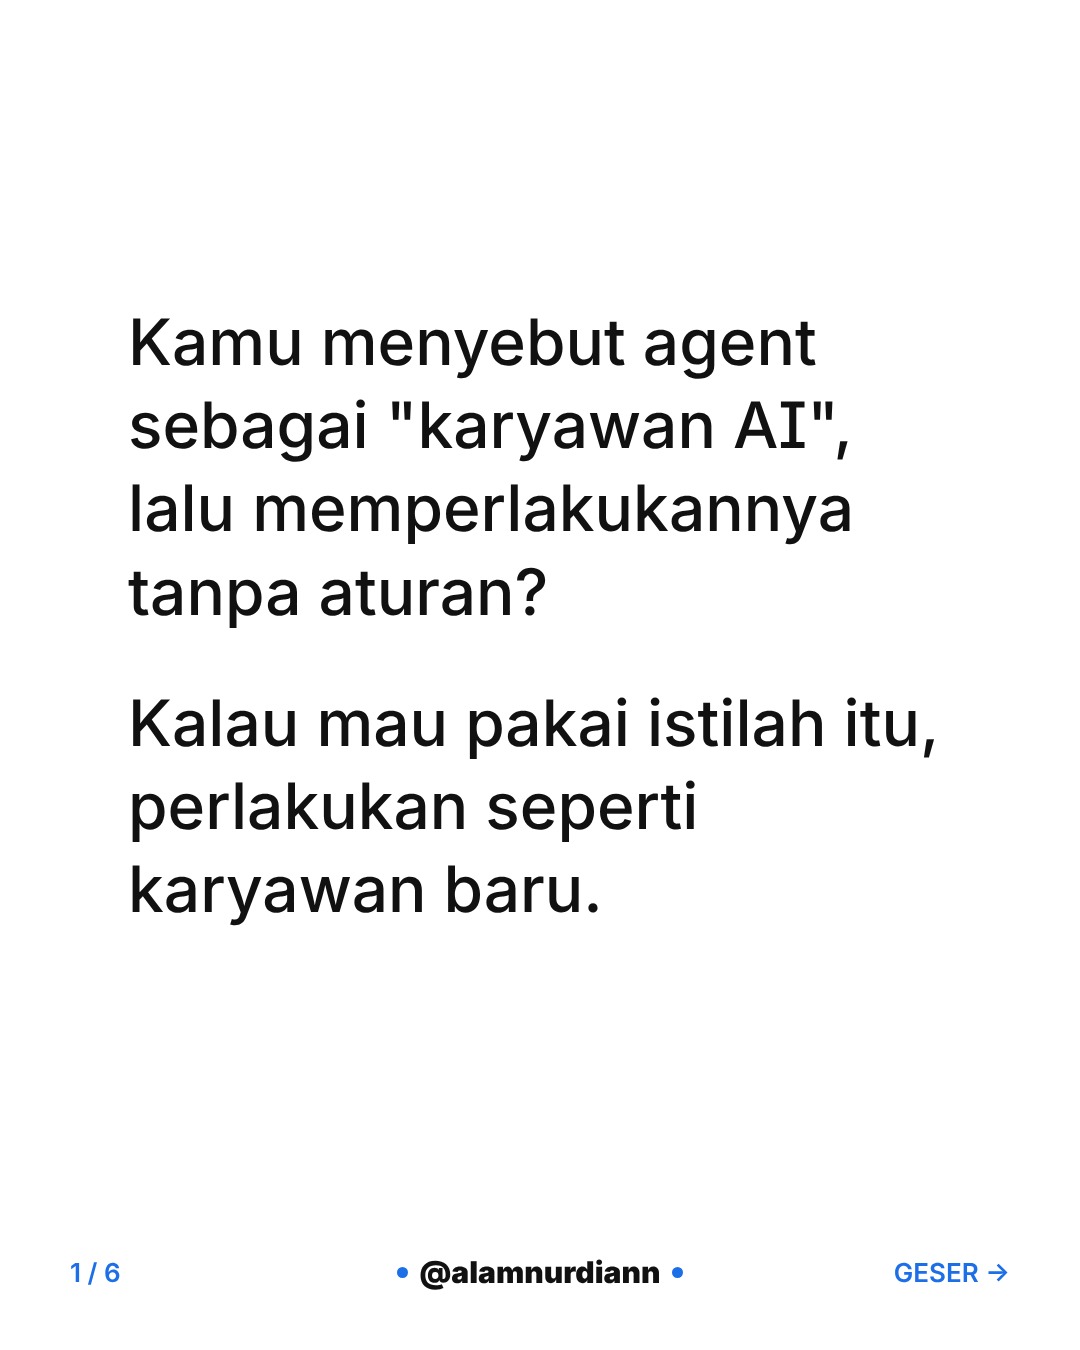 Kamu menyebut agent
sebagai "karyawan AI",
lalu memperlakukannya
tanpa aturan?
Kalau mau pakai istilah itu,
perlakukan seperti
karyawan baru.
1 / 6
• @alamnurdiann •
GESER →